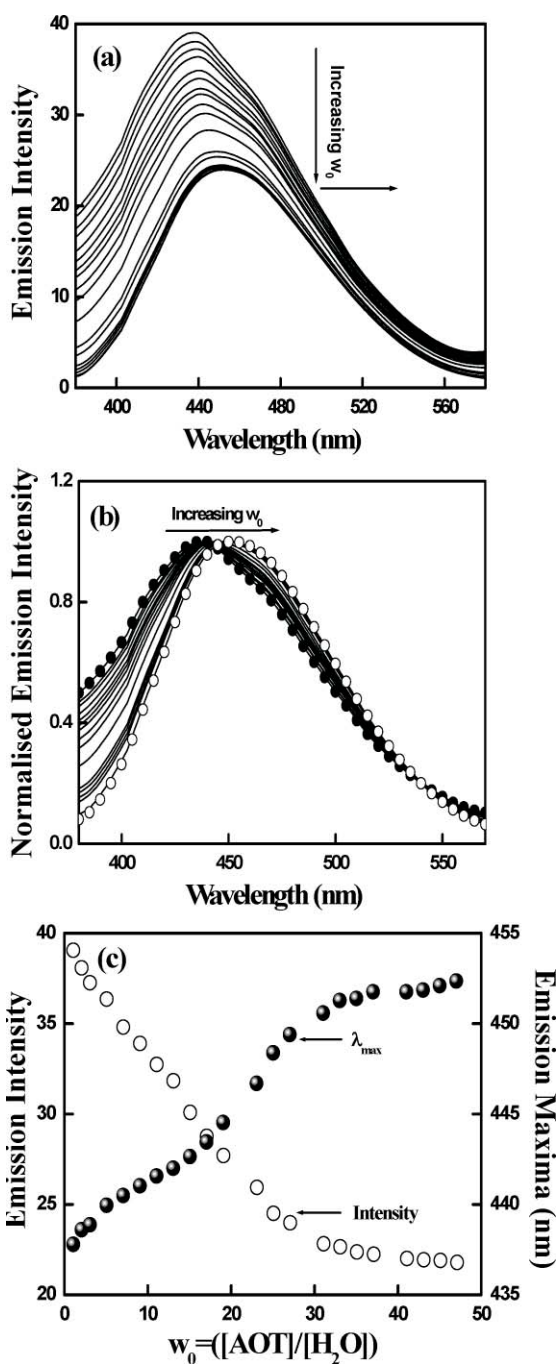 (a)
Emission Intensity
40
30
20
10
0
Increasing w₀
400 440 480 520 560
Wavelength (nm)
(b)
Normalised Emission Intensity
1.2
0.8
0.4
0.0
Increasing w₀
400 450 500 550
Wavelength (nm)
(c)
Emission Intensity
40
35
30
25
20
λmax
Intensity
454
450
445
440
435
Emission Maxima (nm)
0 10 20 30 40 50
w₀=([AOT]/[H₂O])